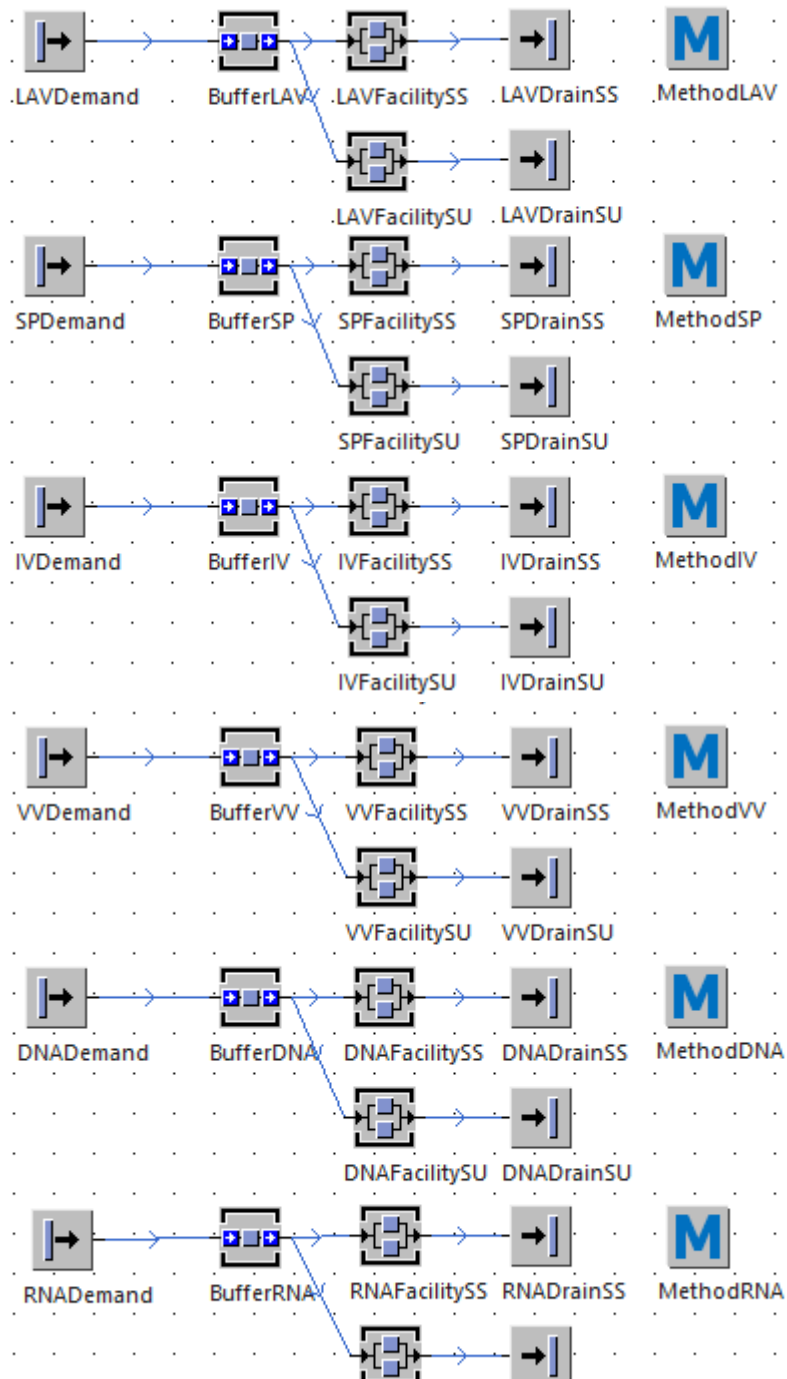 M
LAVDemand BufferLAV LAVFacilitySS LAVDrainSS MethodLAV
LAVFacilitySU LAVDrainSU
M
SPDemand BufferSP SPFacilitySS SPDrainSS MethodSP
SPFacilitySU SPDrainSU
M
IVDemand BufferIV IVFacilitySS IVDrainSS MethodIV
IVFacilitySU IVDrainSU
M
VVDemand BufferVV VVFacilitySS VVDrainSS MethodVV
VVFacilitySU VVDrainSU
M
DNADemand BufferDNA DNAFacilitySS DNADrainSS MethodDNA
DNAFacilitySU DNADrainSU
M
RNADemand BufferRNA RNAFacilitySS RNADrainSS MethodRNA